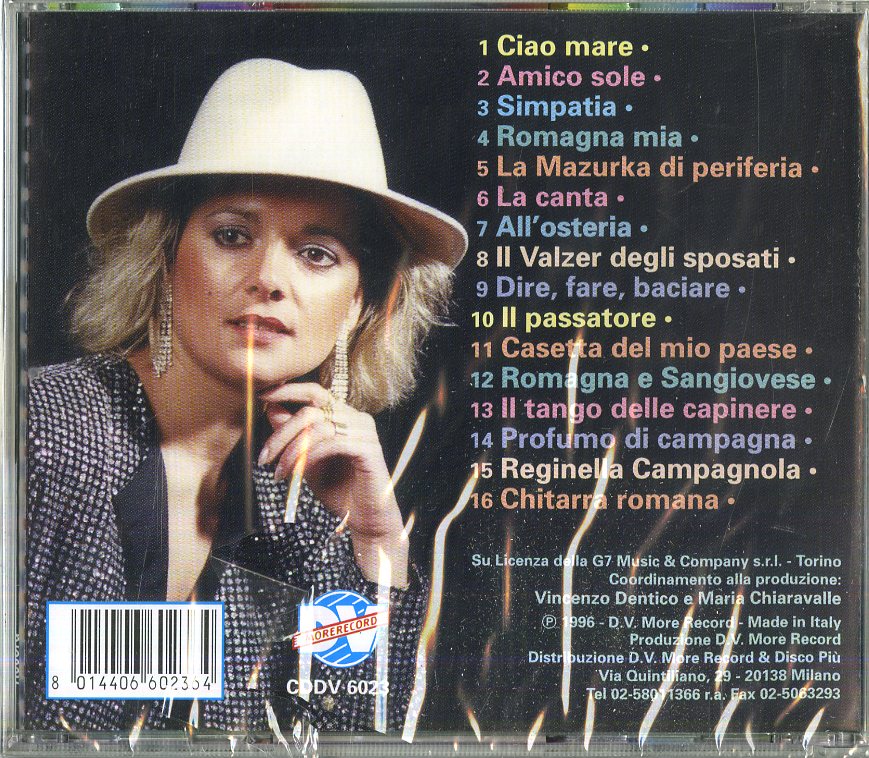 1 Ciao mare •
2 Amico sole •
3 Simpatia •
4 Romagna mia •
5 La Mazurka di periferia •
6 La canta •
7 All'osteria •
8 Il Valzer degli sposati •
9 Dire, fare, baciare •
10 Il passatore •
11 Casetta del mio paese •
12 Romagna e Sangiovese •
13 Il tango delle capinere •
14 Profumo di campagna •
15 Reginella Campagnola •
16 Chitarra romana •
Su Licenza della G7 Music & Company s.r.l. - Torino
Coordinamento alla produzione:
Vincenzo Dentico e Maria Chiaravalle
℗ 1996 - D.V. More Record - Made in Italy
Produzione D.V. More Record
Distribuzione D.V. More Record & Disco Più
Via Quintiliano, 29 - 20138 Milano
Tel 02-58011366 r.a. Fax 02-5063293
DV
MORERECORD
CDDV 6023
8 014406 602354